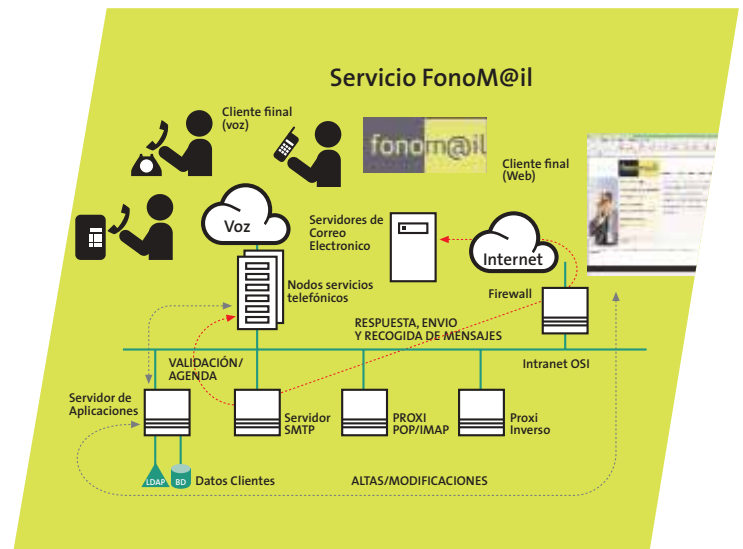 Servicio FonoM@il
Cliente fiinal
(voz)
fonom@il
Cliente final
(Web)
Voz
Servidores de
Correo
Electronico
Internet
Nodos servicios
telefónicos
Firewall
RESPUESTA, ENVIO
Y RECOGIDA DE MENSAJES
Intranet OSI
VALIDACIÓN/
AGENDA
Servidor de
Aplicaciones
Servidor
SMTP
PROXI
POP/IMAP
Proxi
Inverso
LDAP
BD
Datos Clientes
ALTAS/MODIFICACIONES